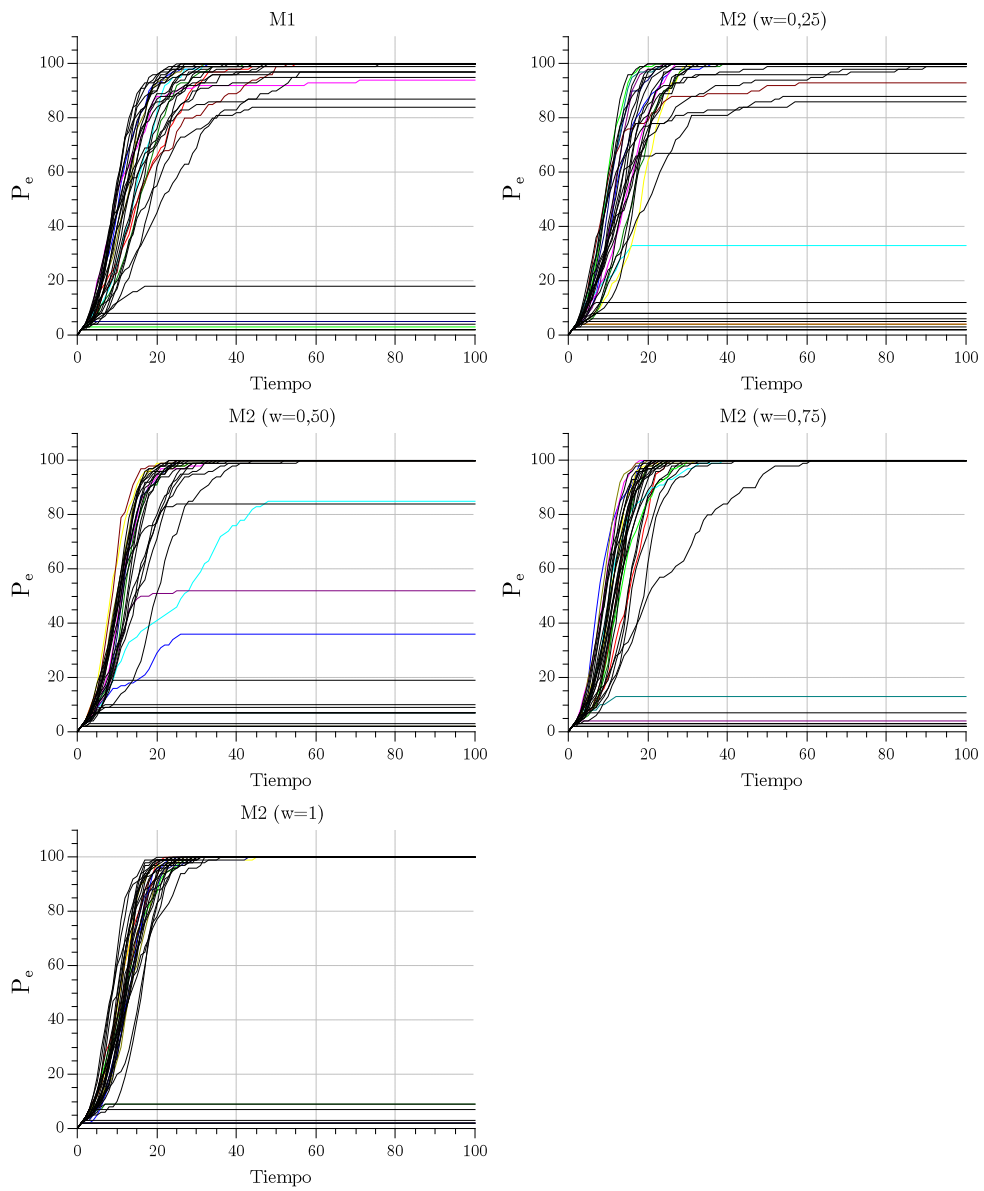 M1 M2 (w=0,25)
100 100
80 80
60 60
P e P e
40 40
20 20
0 0
0 20 40 60 80 100 0 20 40 60 80 100
Tiempo Tiempo
M2 (w=0,50) M2 (w=0,75)
100 100
80 80
60 60
P e P e
40 40
20 20
0 0
0 20 40 60 80 100 0 20 40 60 80 100
Tiempo Tiempo
M2 (w=1)
100
80
60
P e
40
20
0
0 20 40 60 80 100
Tiempo